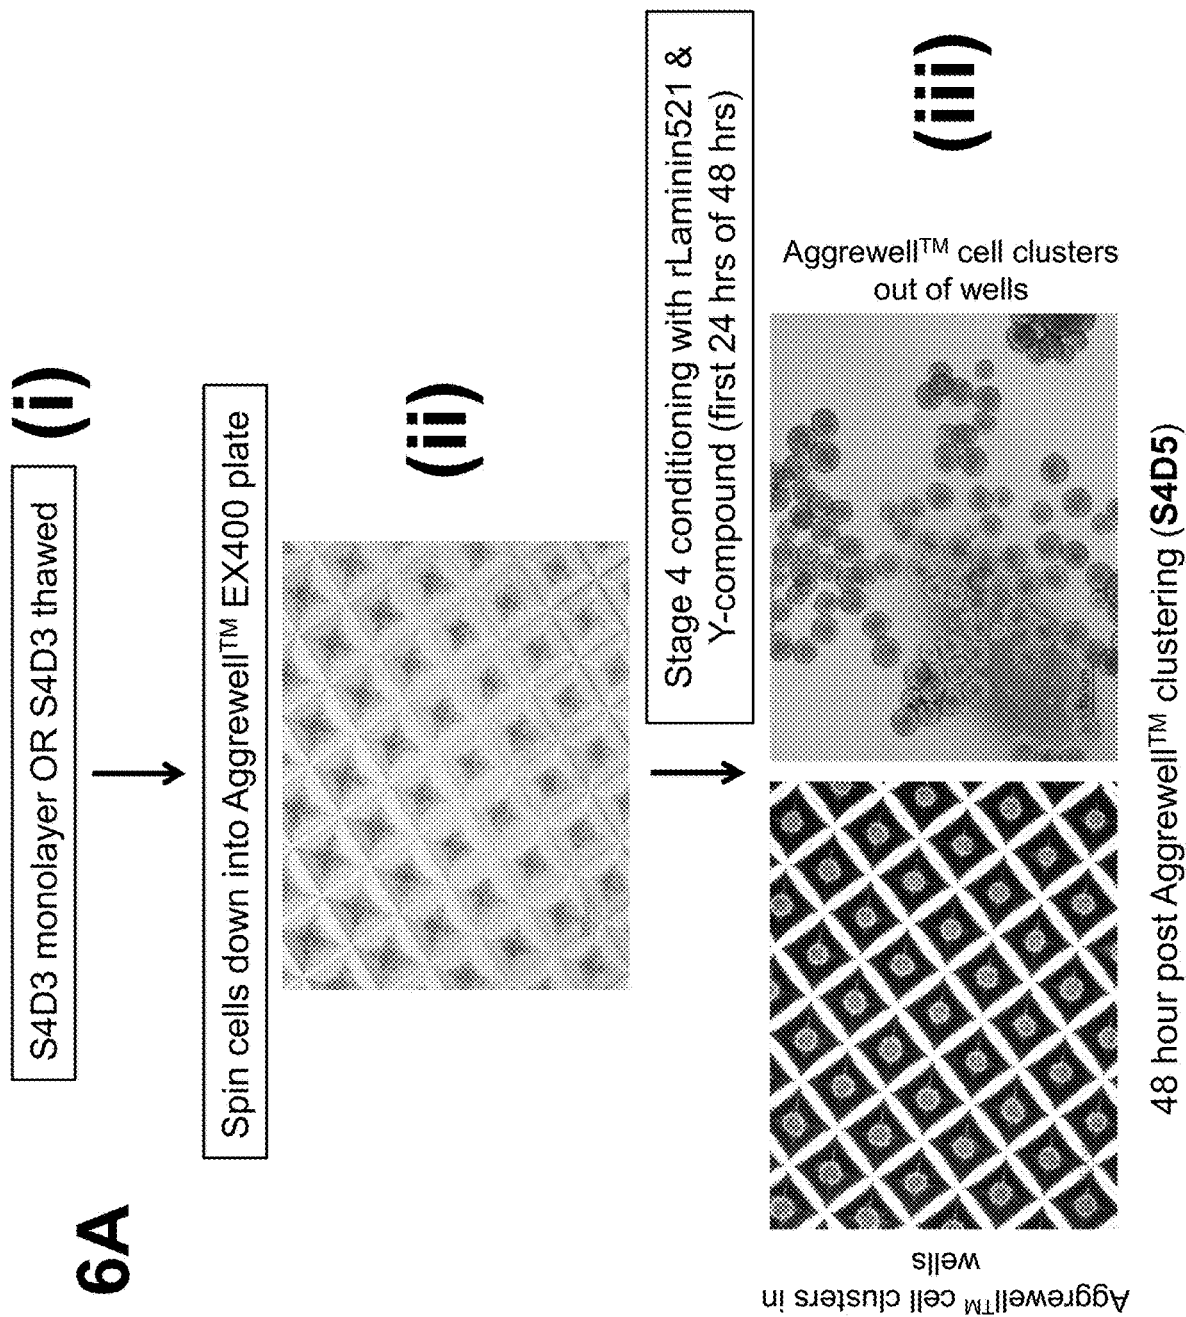 6A
S4D3 monolayer OR S4D3 thawed
(i)
Spin cells down into Aggrewell™ EX400 plate
(ii)
Stage 4 conditioning with rLaminin521 &
Y-compound (first 24 hrs of 48 hrs)
(iii)
Aggrewell™ cell clusters in
wells
Aggrewell™ cell clusters
out of wells
48 hour post Aggrewell™ clustering (S4D5)